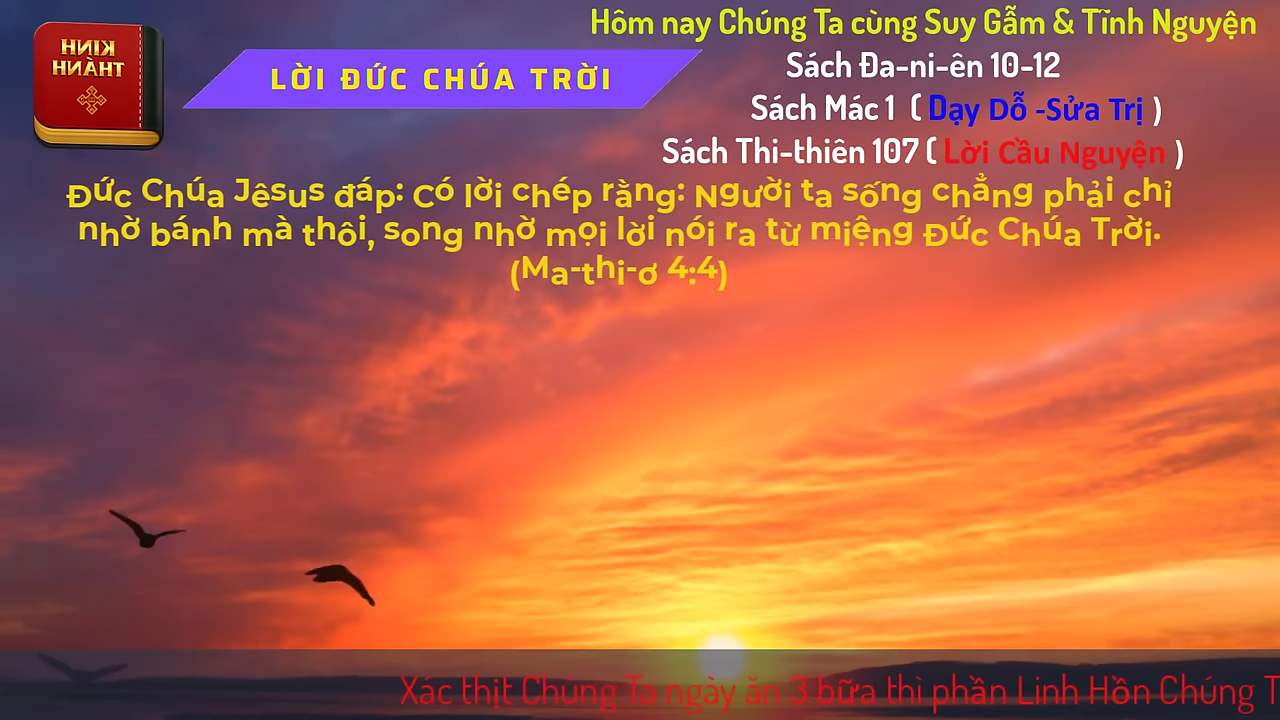 KINH
THÀNH
LỜI ĐỨC CHÚA TRỜI
Hôm nay Chúng Ta cùng Suy Gẫm & Tĩnh Nguyện
Sách Đa-ni-ên 10-12
Sách Mác 1 ( Dạy Dỗ -Sửa Trị )
Sách Thi-thiên 107 ( Lời Cầu Nguyện )
Đức Chúa Jêsus đáp: Có lời chép rằng: Người ta sống chẳng phải chỉ
nhờ bánh mà thôi, song nhờ mọi lời nói ra từ miệng Đức Chúa Trời.
(Ma-thi-ơ 4:4)
Xác thịt Chúng Ta ngày ăn 3 bữa thì phần Linh Hồn Chúng T